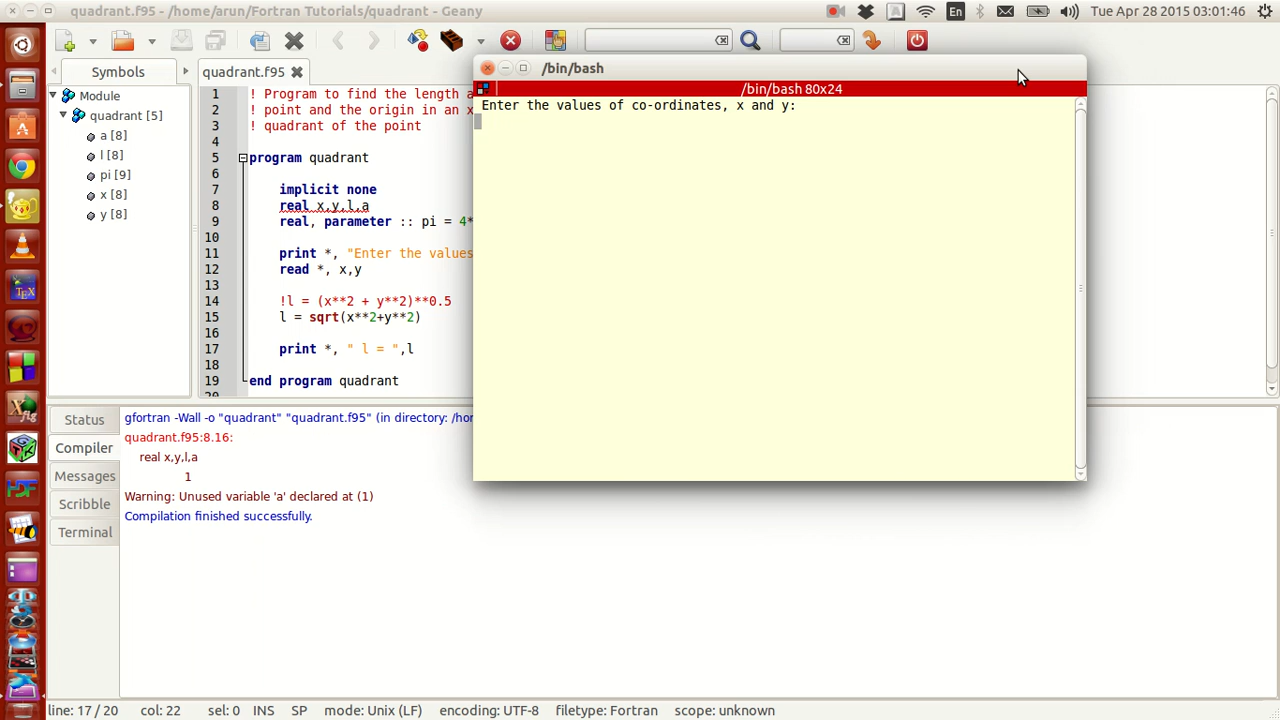 quadrant.f95 - /home/arun/Fortran Tutorials/quadrant - Geany
En
Tue Apr 28 2015 03:01:46
Symbols
quadrant.f95
Module
quadrant [5]
a [8]
l [8]
pi [9]
x [8]
y [8]
1 ! Program to find the length a
2 ! point and the origin in an x
3 ! quadrant of the point
4
5 program quadrant
6
7 implicit none
8 real x,y,l,a
9 real, parameter :: pi = 4*
10
11 print *, "Enter the values
12 read *, x,y
13
14 !l = (x**2 + y**2)**0.5
15 l = sqrt(x**2+y**2)
16
17 print *, " l = ",l
18
19 end program quadrant
20
/bin/bash
/bin/bash 80x24
Enter the values of co-ordinates, x and y:
Status
Compiler
Messages
Scribble
Terminal
gfortran -Wall -o "quadrant" "quadrant.f95" (in directory: /hom
quadrant.f95:8.16:
real x,y,l,a
1
Warning: Unused variable 'a' declared at (1)
Compilation finished successfully.
line: 17 / 20 col: 22 sel: 0 INS SP mode: Unix (LF) encoding: UTF-8 filetype: Fortran scope: unknown